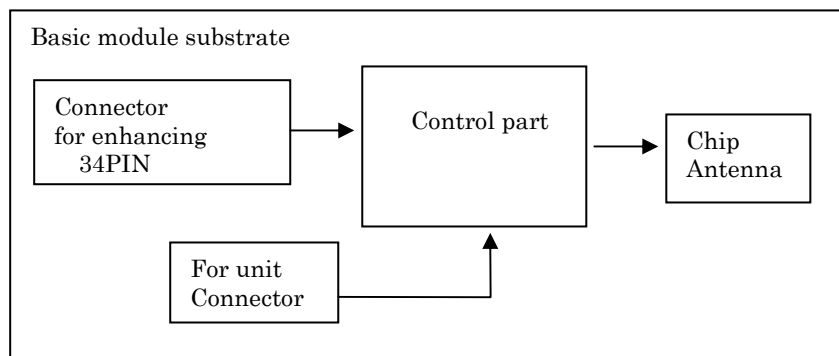 Basic module substrate
Connector
for enhancing
34PIN
Control part
Chip
Antenna
For unit
Connector